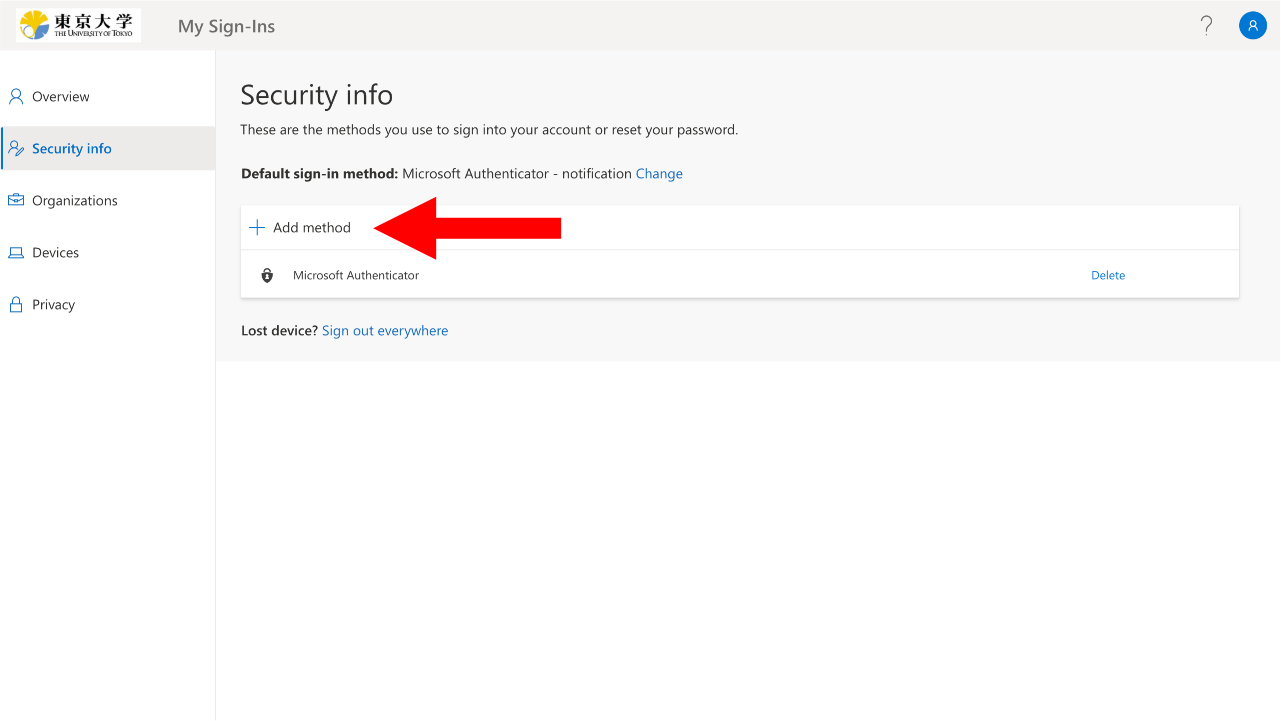 東京大学
THE UNIVERSITY OF TOKYO
My Sign-Ins
?
Overview
Security info
Organizations
Devices
Privacy
Security info
These are the methods you use to sign into your account or reset your password.
Default sign-in method: Microsoft Authenticator - notification Change
+ Add method
Microsoft Authenticator Delete
Lost device? Sign out everywhere